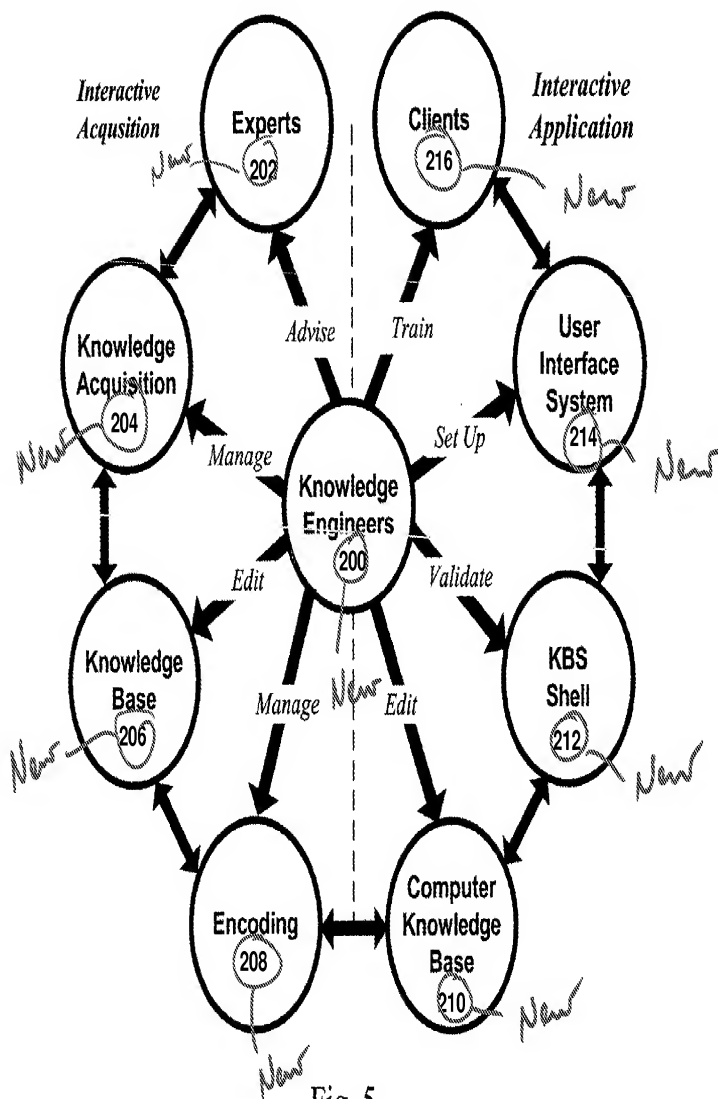 Interactive
Acqusition
Interactive
Application
Experts
202
New
Clients
216
New
Advise
Train
Knowledge
Acquisition
204
New
User
Interface
System
214
New
Manage
Set Up
Knowledge
Engineers
200
New
Edit
Validate
Knowledge
Base
206
New
KBS
Shell
212
New
Manage
Edit
Encoding
208
New
Computer
Knowledge
Base
210
New
Fig. 5